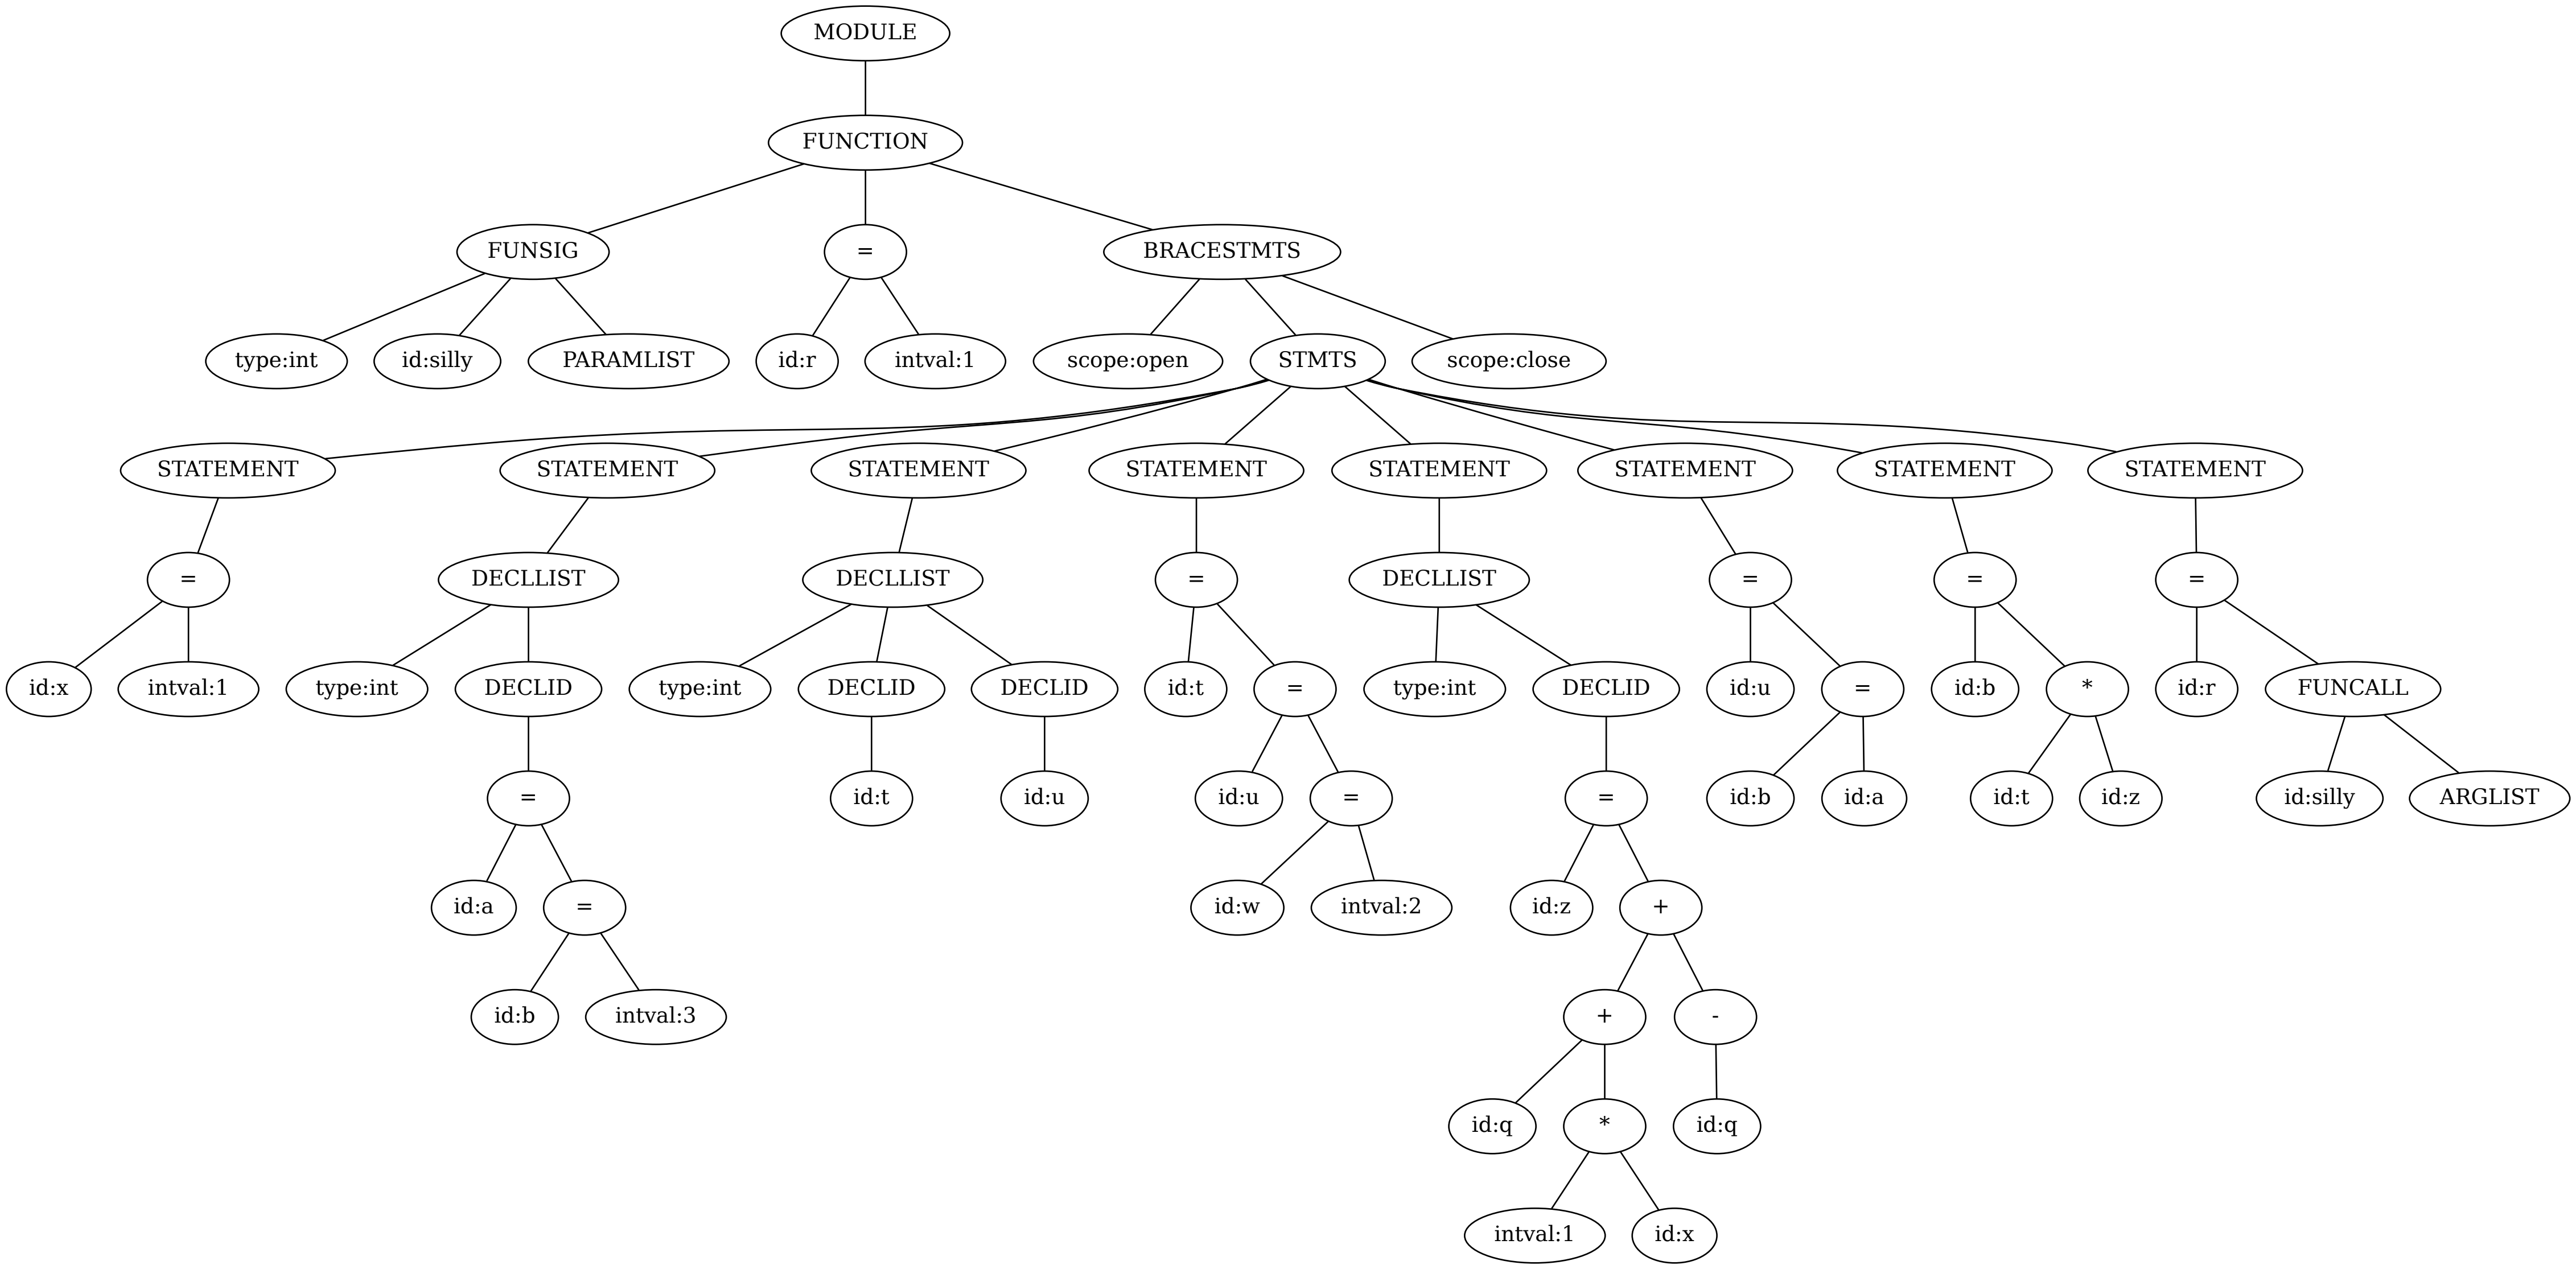 MODULE
FUNCTION
FUNSIG
=
BRACESTMTS
type:int
id:silly
PARAMLIST
id:r
intval:1
scope:open
STMTS
scope:close
STATEMENT
STATEMENT
STATEMENT
STATEMENT
STATEMENT
STATEMENT
STATEMENT
STATEMENT
=
DECLLIST
DECLLIST
=
DECLLIST
=
=
=
id:x
intval:1
type:int
DECLID
type:int
DECLID
DECLID
id:t
=
type:int
DECLID
id:u
=
id:b
*
id:r
FUNCALL
=
id:t
id:u
id:u
=
=
id:b
id:a
id:t
id:z
id:silly
ARGLIST
id:a
=
id:w
intval:2
id:z
+
id:b
intval:3
+
-
id:q
*
id:q
intval:1
id:x